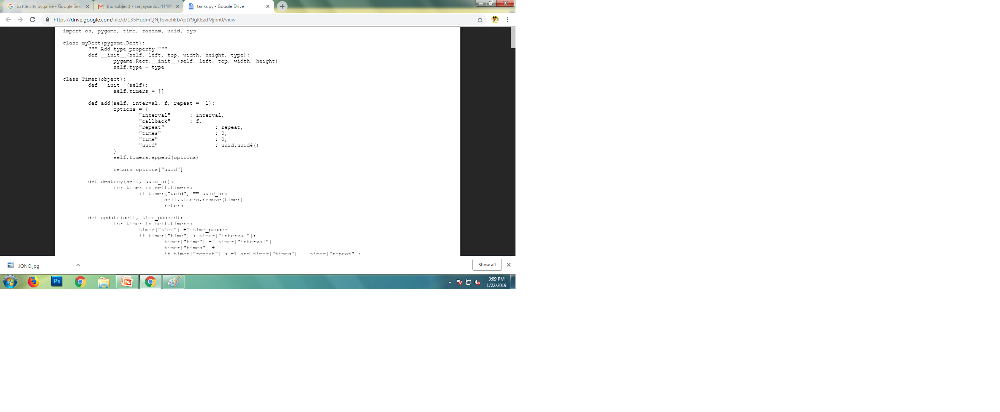 battle city pygame - Google Sear
(no subject) - sanjaysanjuvj444@
tanks.py - Google Drive
https://drive.google.com/file/d/135HudmQNjtbviehEbAptY9gKEzdMjhn0/view
import os, pygame, time, random, uuid, sys
class myRect(pygame.Rect):
""" Add type property """
def __init__(self, left, top, width, height, type):
pygame.Rect.__init__(self, left, top, width, height)
self.type = type
class Timer(object):
def __init__(self):
self.timers = []
def add(self, interval, f, repeat = -1):
options = {
"interval" : interval,
"callback" : f,
"repeat" : repeat,
"times" : 0,
"time" : 0,
"uuid" : uuid.uuid4()
}
self.timers.append(options)
return options["uuid"]
def destroy(self, uuid_nr):
for timer in self.timers:
if timer["uuid"] == uuid_nr:
self.timers.remove(timer)
return
def update(self, time_passed):
for timer in self.timers:
timer["time"] += time_passed
if timer["time"] > timer["interval"]:
timer["time"] -= timer["interval"]
timer["times"] += 1
if timer["repeat"] > -1 and timer["times"] == timer["repeat"]:
JONO.jpg
Show all
Ps
3:09 PM
1/22/2019